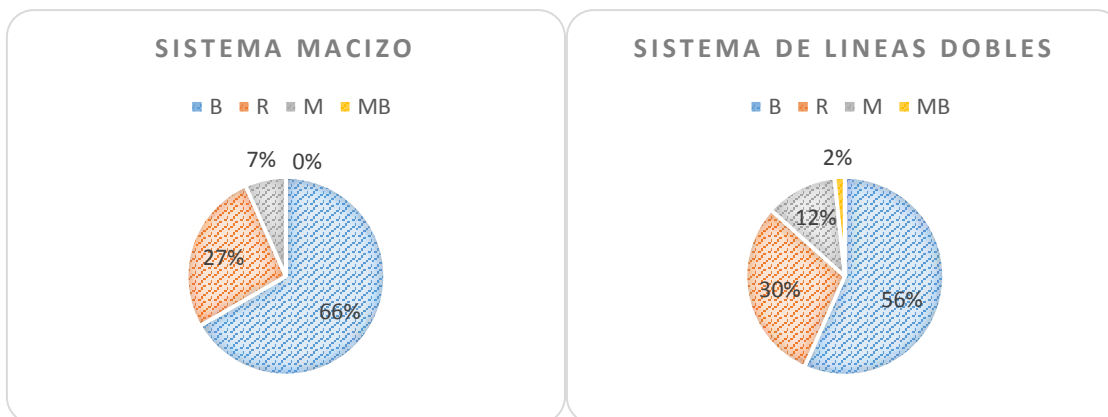 SISTEMA MACIZO
B R M MB
7% 0%
27%
66%
SISTEMA DE LINEAS DOBLES
B R M MB
2%
12%
30%
56%